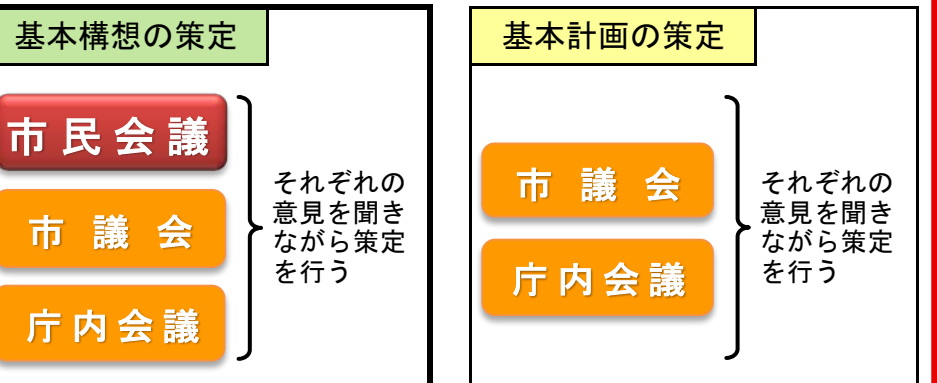 基本構想の策定
市民会議
市議会
庁内会議
それぞれの
意見を聞き
ながら策定
を行う
基本計画の策定
市議会
庁内会議
それぞれの
意見を聞き
ながら策定
を行う